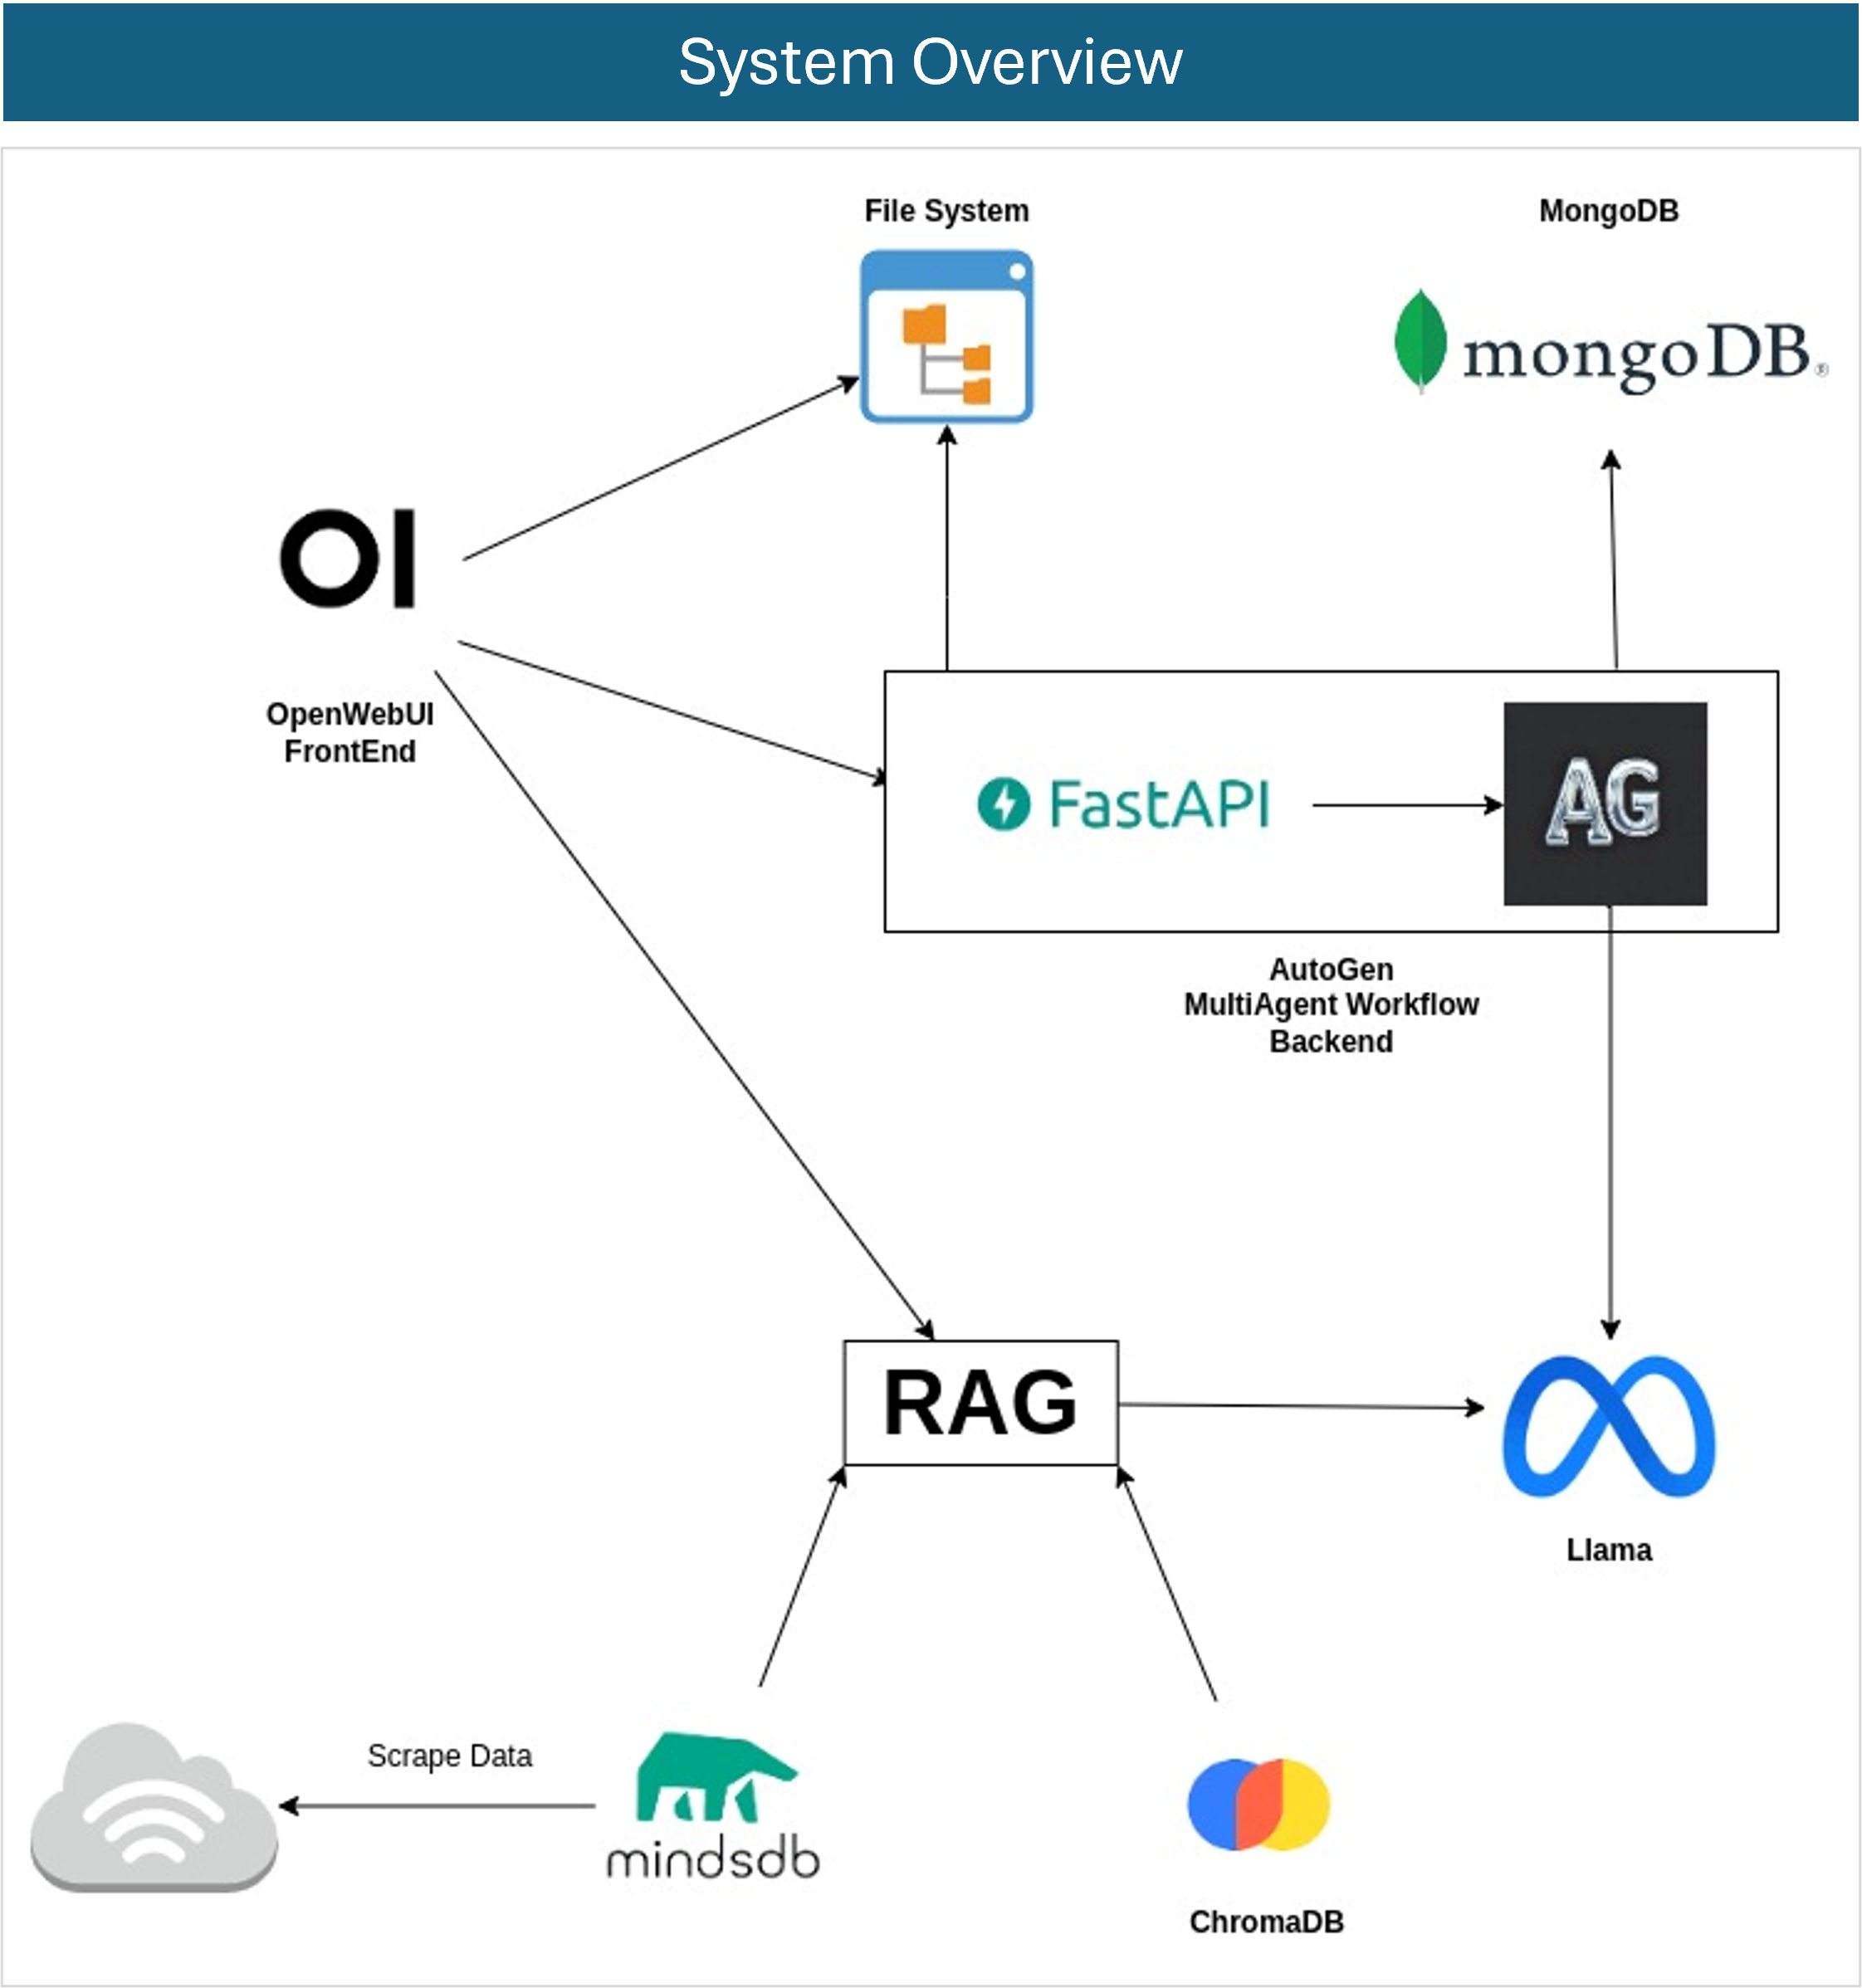 System Overview
File System
MongoDB
mongoDB®
OI
OpenWebUI
FrontEnd
FastAPI
AG
AutoGen
MultiAgent Workflow
Backend
RAG
Llama
Scrape Data
mindsdb
ChromaDB